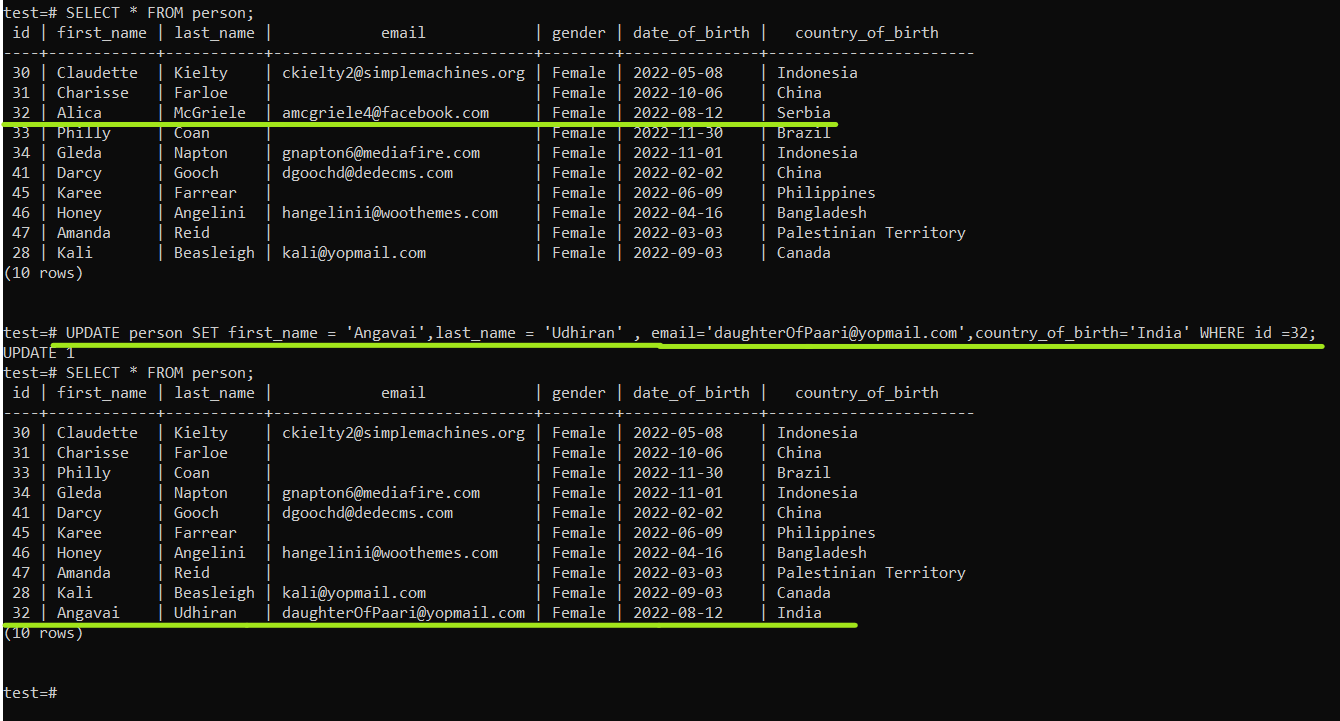 test=# SELECT * FROM person;
 id | first_name | last_name |            email            | gender | date_of_birth |   country_of_birth
----+------------+-----------+-----------------------------+--------+---------------+-----------------------
 30 | Claudette  | Kielty    | ckielty2@simplemachines.org | Female | 2022-05-08    | Indonesia
 31 | Charisse   | Farloe    |                             | Female | 2022-10-06    | China
 32 | Alica      | McGriele  | amcgriele4@facebook.com     | Female | 2022-08-12    | Serbia
 33 | Philly     | Coan      |                             | Female | 2022-11-30    | Brazil
 34 | Gleda      | Napton    | gnapton6@mediafire.com      | Female | 2022-11-01    | Indonesia
 41 | Darcy      | Gooch     | dgoochd@dedecms.com         | Female | 2022-02-02    | China
 45 | Karee      | Farrear   |                             | Female | 2022-06-09    | Philippines
 46 | Honey      | Angelini  | hangelinii@woothemes.com    | Female | 2022-04-16    | Bangladesh
 47 | Amanda     | Reid      |                             | Female | 2022-03-03    | Palestinian Territory
 28 | Kali       | Beasleigh | kali@yopmail.com            | Female | 2022-09-03    | Canada
(10 rows)
test=# UPDATE person SET first_name = 'Angavai',last_name = 'Udhiran' , email='daughterOfPaari@yopmail.com',country_of_birth='India' WHERE id =32;
UPDATE 1
test=# SELECT * FROM person;
 id | first_name | last_name |            email            | gender | date_of_birth |   country_of_birth
----+------------+-----------+-----------------------------+--------+---------------+-----------------------
 30 | Claudette  | Kielty    | ckielty2@simplemachines.org | Female | 2022-05-08    | Indonesia
 31 | Charisse   | Farloe    |                             | Female | 2022-10-06    | China
 33 | Philly     | Coan      |                             | Female | 2022-11-30    | Brazil
 34 | Gleda      | Napton    | gnapton6@mediafire.com      | Female | 2022-11-01    | Indonesia
 41 | Darcy      | Gooch     | dgoochd@dedecms.com         | Female | 2022-02-02    | China
 45 | Karee      | Farrear   |                             | Female | 2022-06-09    | Philippines
 46 | Honey      | Angelini  | hangelinii@woothemes.com    | Female | 2022-04-16    | Bangladesh
 47 | Amanda     | Reid      |                             | Female | 2022-03-03    | Palestinian Territory
 28 | Kali       | Beasleigh | kali@yopmail.com            | Female | 2022-09-03    | Canada
 32 | Angavai    | Udhiran   | daughterOfPaari@yopmail.com | Female | 2022-08-12    | India
(10 rows)
test=#